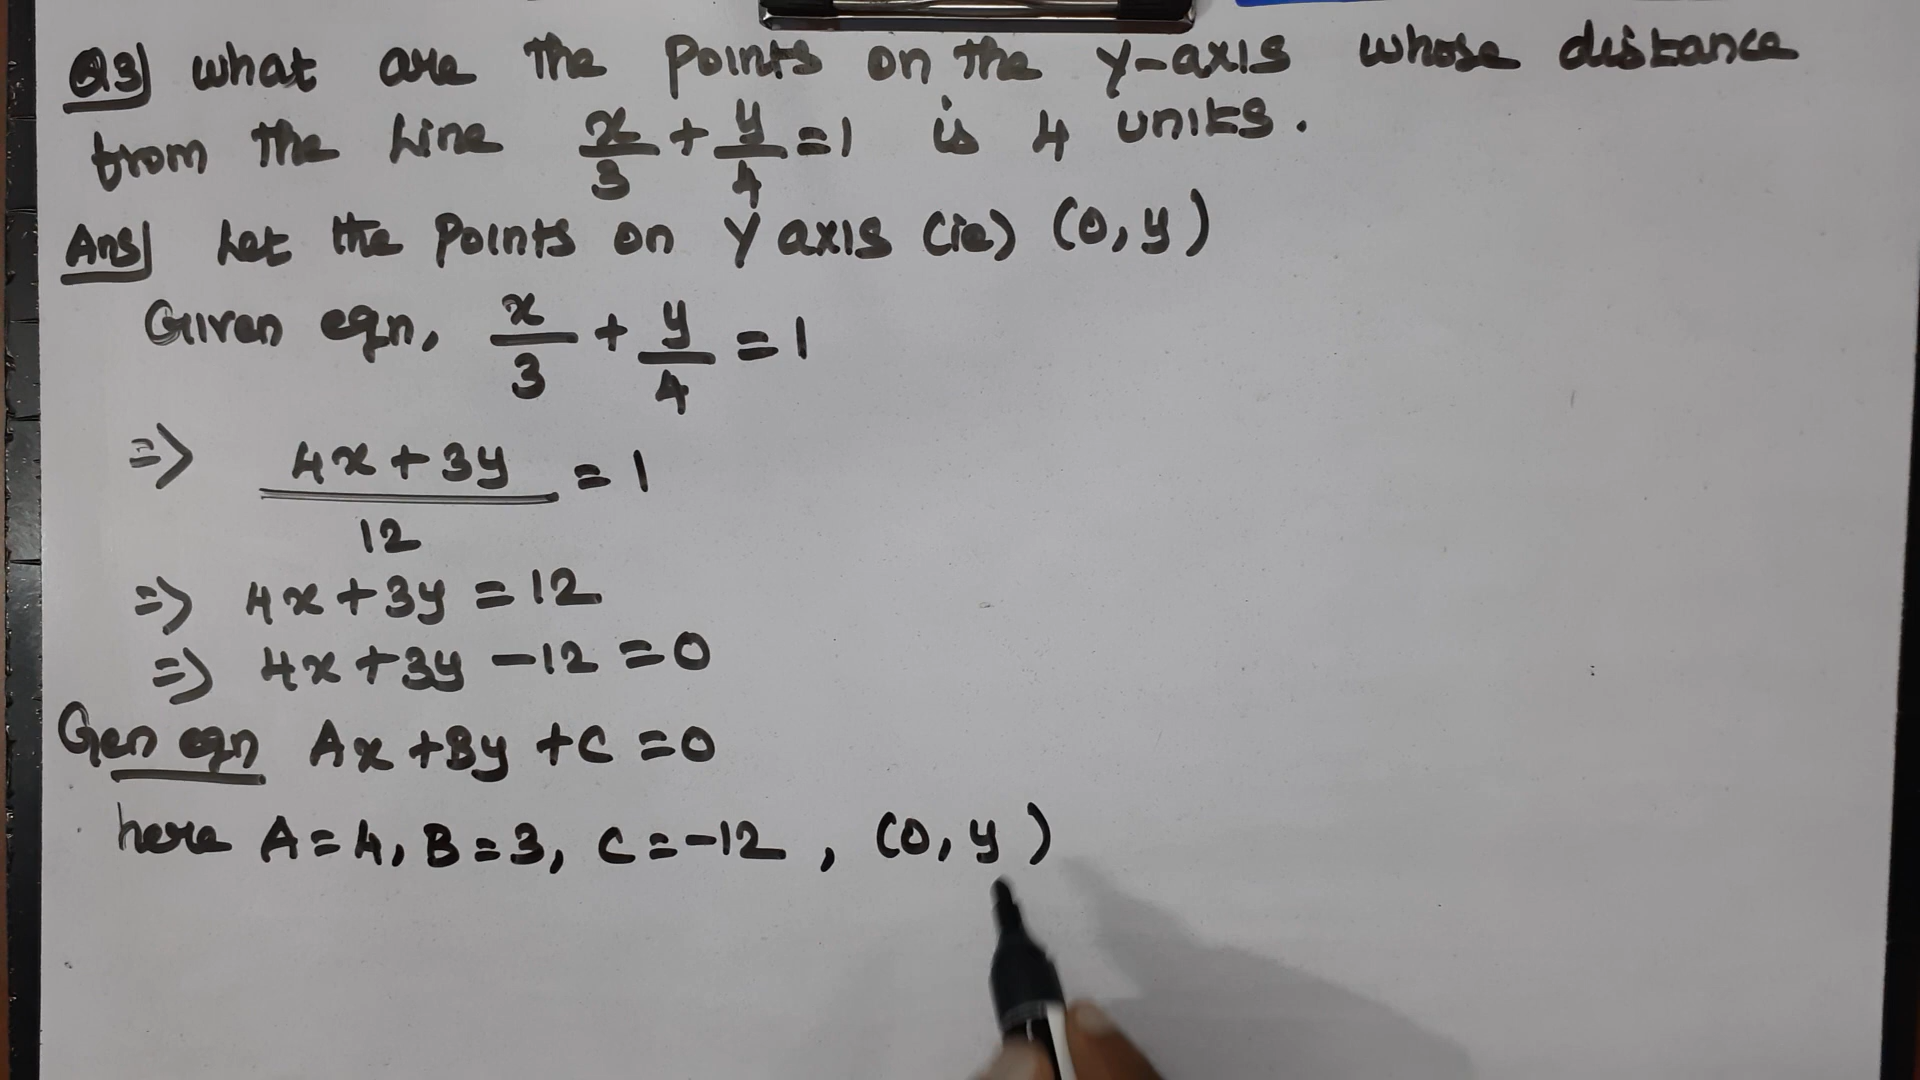 Q3) what are the points on the y-axis whose distance
from the Line x/3 + y/4 = 1 is 4 units.
Ans) Let the points on Y axis (ie) (0, y)
Given eqn, x/3 + y/4 = 1
=> 4x + 3y / 12 = 1
=> 4x + 3y = 12
=> 4x + 3y - 12 = 0
Gen eqn Ax + By + C = 0
here A = 4, B = 3, C = -12 , (0, y)